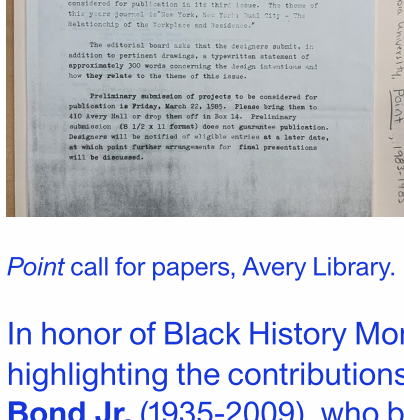 considered for publication in its third issue. The theme of
this years journal is"New York, New York: Dual City - The
Relationship of the Workplace and Residence."
The editorial board asks that the designers submit, in
addition to pertinent drawings, a typewritten statement of
approximately 300 words concerning the design intentions and
how they relate to the theme of this issue.
Preliminary submission of projects to be considered for
publication is Friday, March 22, 1985. Please bring them to
410 Avery Hall or drop them off in Box 14. Preliminary
submission (8 1/2 x 11 format) does not guarantee publication.
Designers will be notified of eligible entries at a later date,
at which point further arrangements for final presentations
will be discussed.
University, Point, 1983-
Point call for papers, Avery Library.
In honor of Black History Mo
highlighting the contributions
Bond Jr. (1935-2009), who b